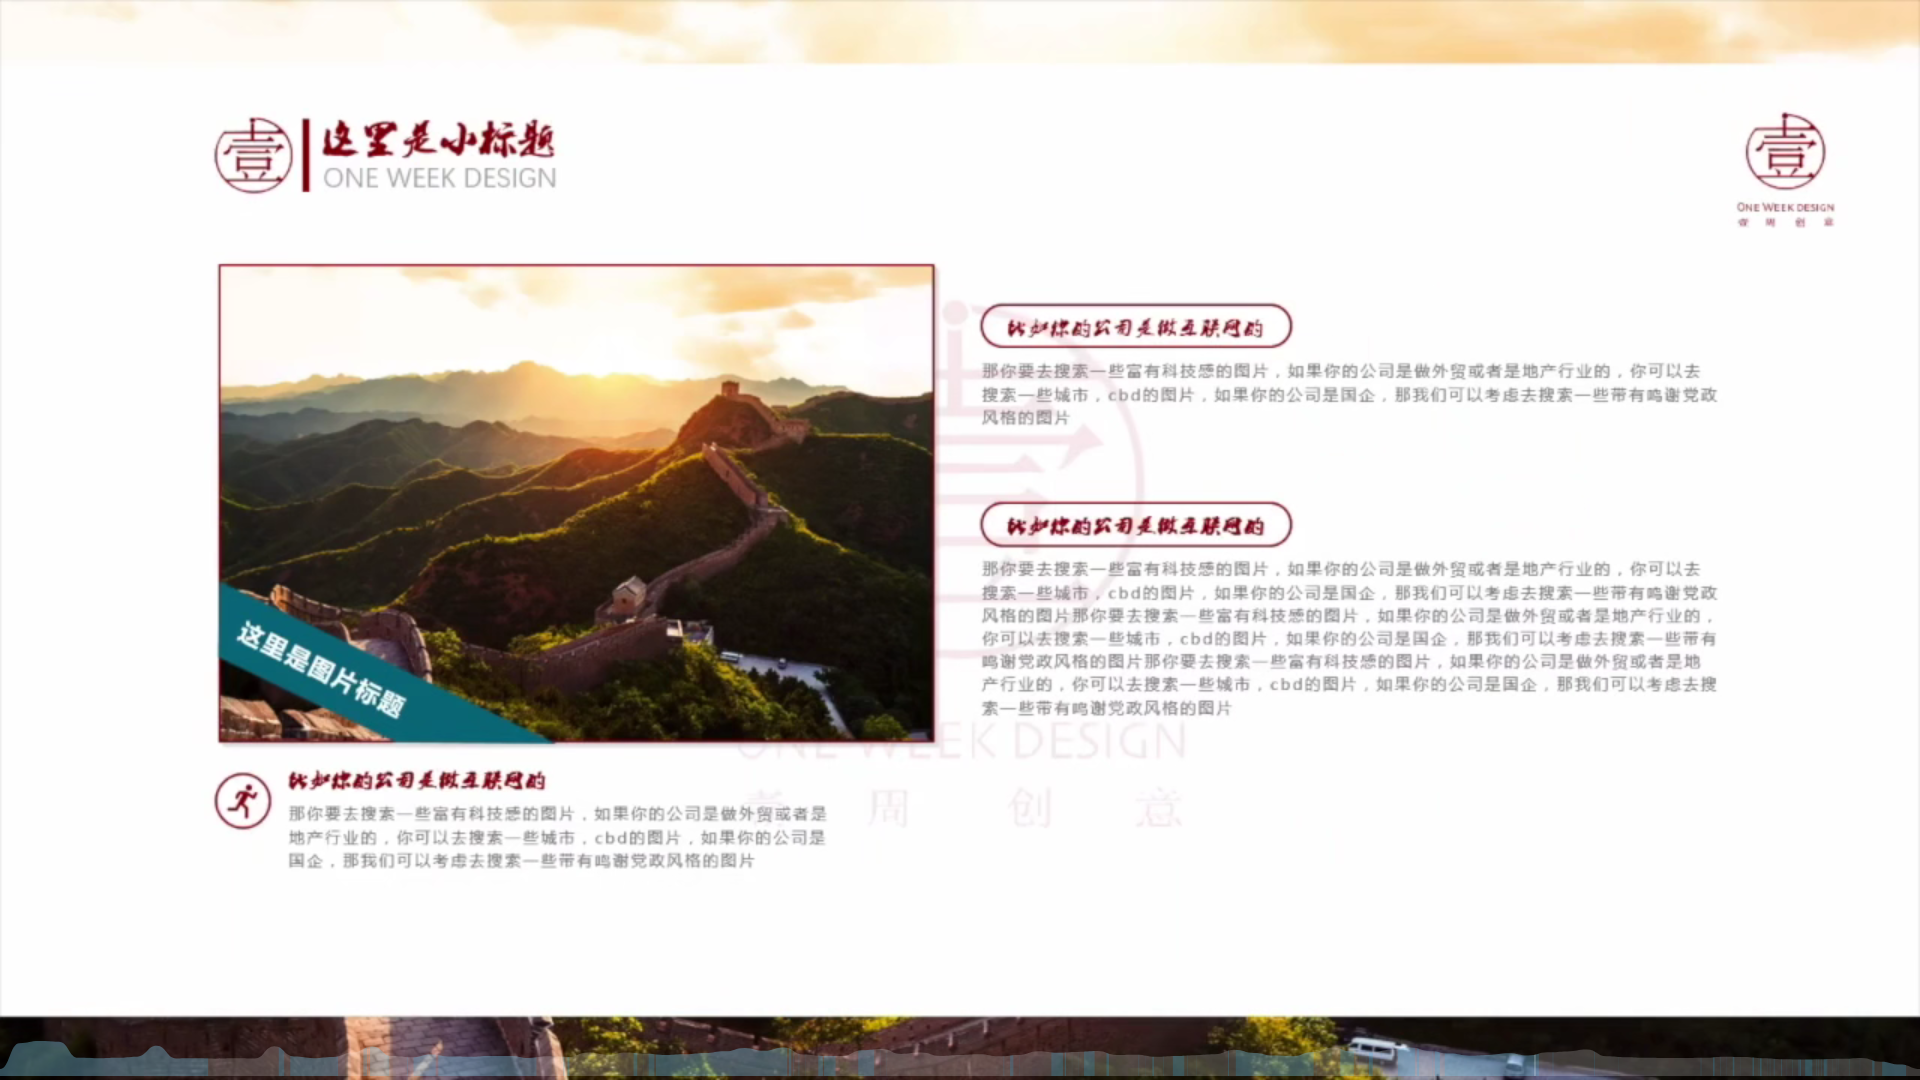 壹
这里是小标题
ONE WEEK DESIGN
壹
ONE WEEK DESIGN
壹 周 创 意
这里是图片标题
比如你的公司是做互联网的
那你要去搜索一些富有科技感的图片，如果你的公司是做外贸或者是
地产行业的，你可以去搜索一些城市，cbd的图片，如果你的公司是
国企，那我们可以考虑去搜索一些带有鸣谢党政风格的图片
比如你的公司是做互联网的
那你要去搜索一些富有科技感的图片，如果你的公司是做外贸或者是地产行业的，你可以去
搜索一些城市，cbd的图片，如果你的公司是国企，那我们可以考虑去搜索一些带有鸣谢党政
风格的图片
比如你的公司是做互联网的
那你要去搜索一些富有科技感的图片，如果你的公司是做外贸或者是地产行业的，你可以去
搜索一些城市，cbd的图片，如果你的公司是国企，那我们可以考虑去搜索一些带有鸣谢党政
风格的图片那你要去搜索一些富有科技感的图片，如果你的公司是做外贸或者是地产行业的，
你可以去搜索一些城市，cbd的图片，如果你的公司是国企，那我们可以考虑去搜索一些带有
鸣谢党政风格的图片那你要去搜索一些富有科技感的图片，如果你的公司是做外贸或者是地
产行业的，你可以去搜索一些城市，cbd的图片，如果你的公司是国企，那我们可以考虑去搜
索一些带有鸣谢党政风格的图片
壹
ONE WEEK DESIGN
壹 周 创 意